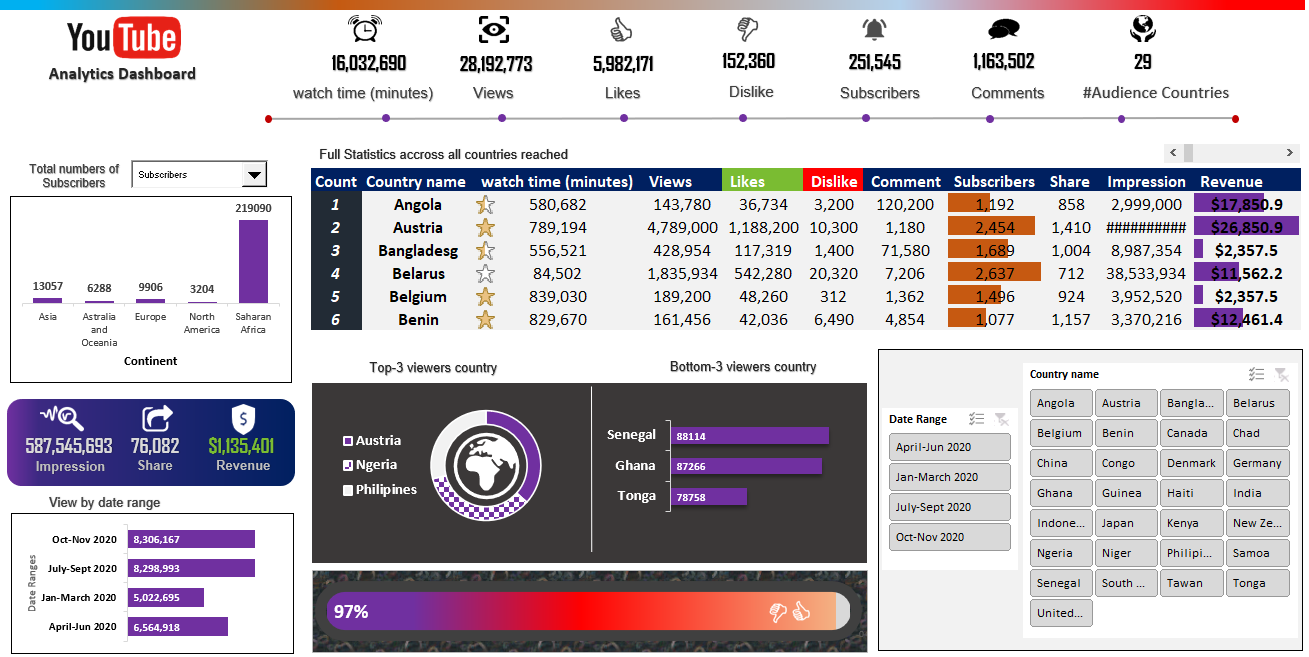 YouTube
Analytics Dashboard
16,032,690
watch time (minutes)
28,192,773
Views
5,982,171
Likes
152,360
Dislike
251,545
Subscribers
1,163,502
Comments
29
#Audience Countries
Total numbers of
Subscribers
Subscribers
219090
13057
6288
9906
3204
Asia
Astralia
and
Oceania
Europe
North
America
Saharan
Africa
Continent
587,545,693
Impression
76,082
Share
$1,135,401
Revenue
View by date range
Date Ranges
Oct-Nov 2020 8,306,167
July-Sept 2020 8,298,993
Jan-March 2020 5,022,695
April-Jun 2020 6,564,918
Full Statistics accross all countries reached
Count Country name watch time (minutes) Views Likes Dislike Comment Subscribers Share Impression Revenue
1 Angola 580,682 143,780 36,734 3,200 120,200 1,192 858 2,999,000 $17,850.9
2 Austria 789,194 4,789,000 1,188,200 10,300 1,180 2,454 1,410 ########## $26,850.9
3 Bangladesg 556,521 428,954 117,319 1,400 71,580 1,689 1,004 8,987,354 $2,357.5
4 Belarus 84,502 1,835,934 542,280 20,320 7,206 2,637 712 38,533,934 $11,562.2
5 Belgium 839,030 189,200 48,260 312 1,362 1,496 924 3,952,520 $2,357.5
6 Benin 829,670 161,456 42,036 6,490 4,854 1,077 1,157 3,370,216 $12,461.4
Top-3 viewers country
Austria
Ngeria
Philipines
Bottom-3 viewers country
Senegal 88114
Ghana 87266
Tonga 78758
97%
Date Range
April-Jun 2020
Jan-March 2020
July-Sept 2020
Oct-Nov 2020
Country name
Angola Austria Bangla... Belarus
Belgium Benin Canada Chad
China Congo Denmark Germany
Ghana Guinea Haiti India
Indone... Japan Kenya New Ze...
Ngeria Niger Philipi... Samoa
Senegal South ... Tawan Tonga
United...